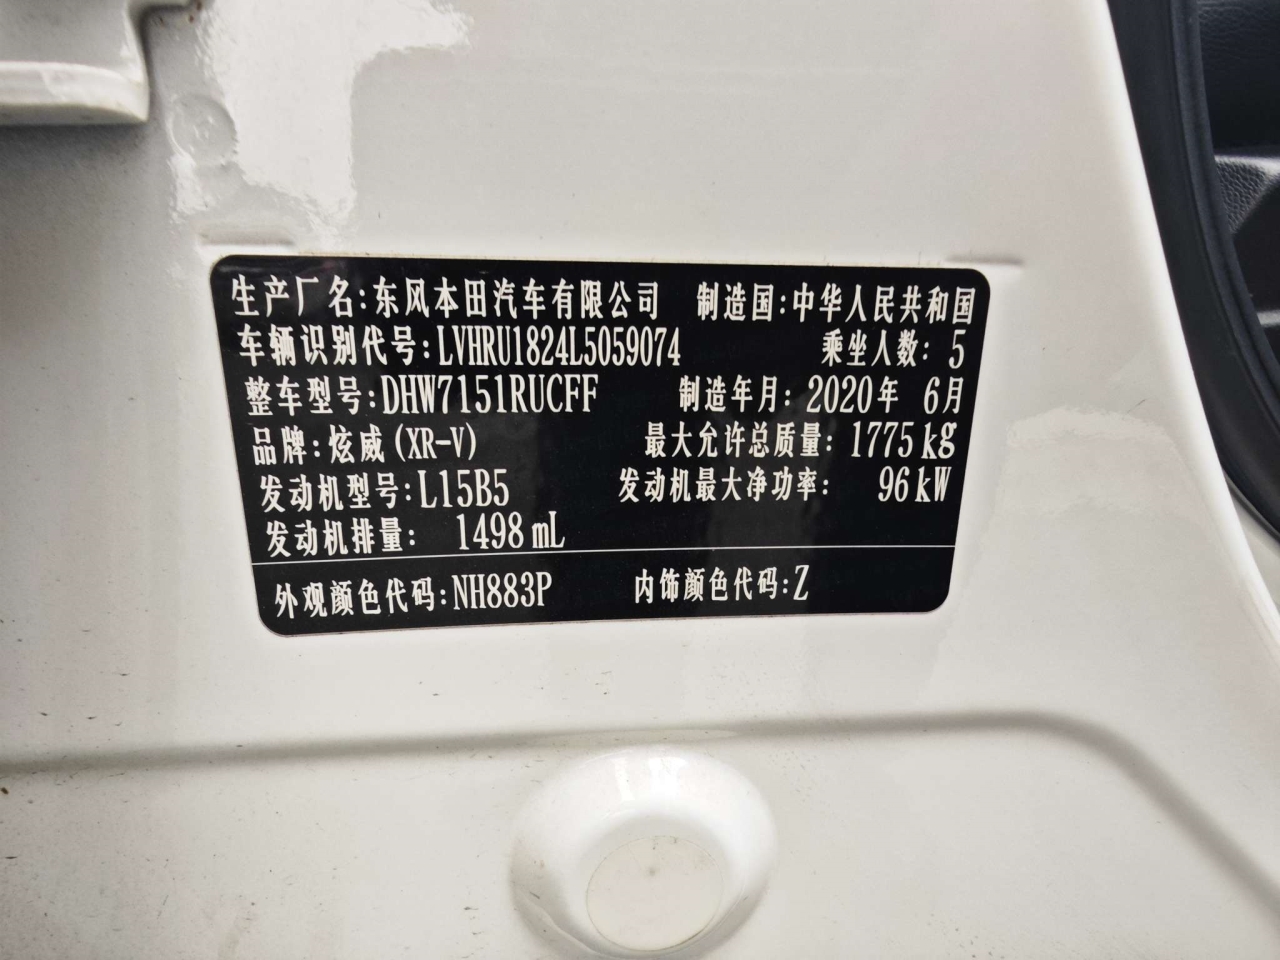 生产厂名:东风本田汽车有限公司 制造国:中华人民共和国
车辆识别代号:LVHRU1824L5059074 乘坐人数: 5
整车型号:DHW7151RUCFF 制造年月: 2020年 6月
品牌:炫威(XR-V) 最大允许总质量: 1775kg
发动机型号:L15B5 发动机最大净功率: 96kW
发动机排量: 1498mL
外观颜色代码:NH883P 内饰颜色代码:Z